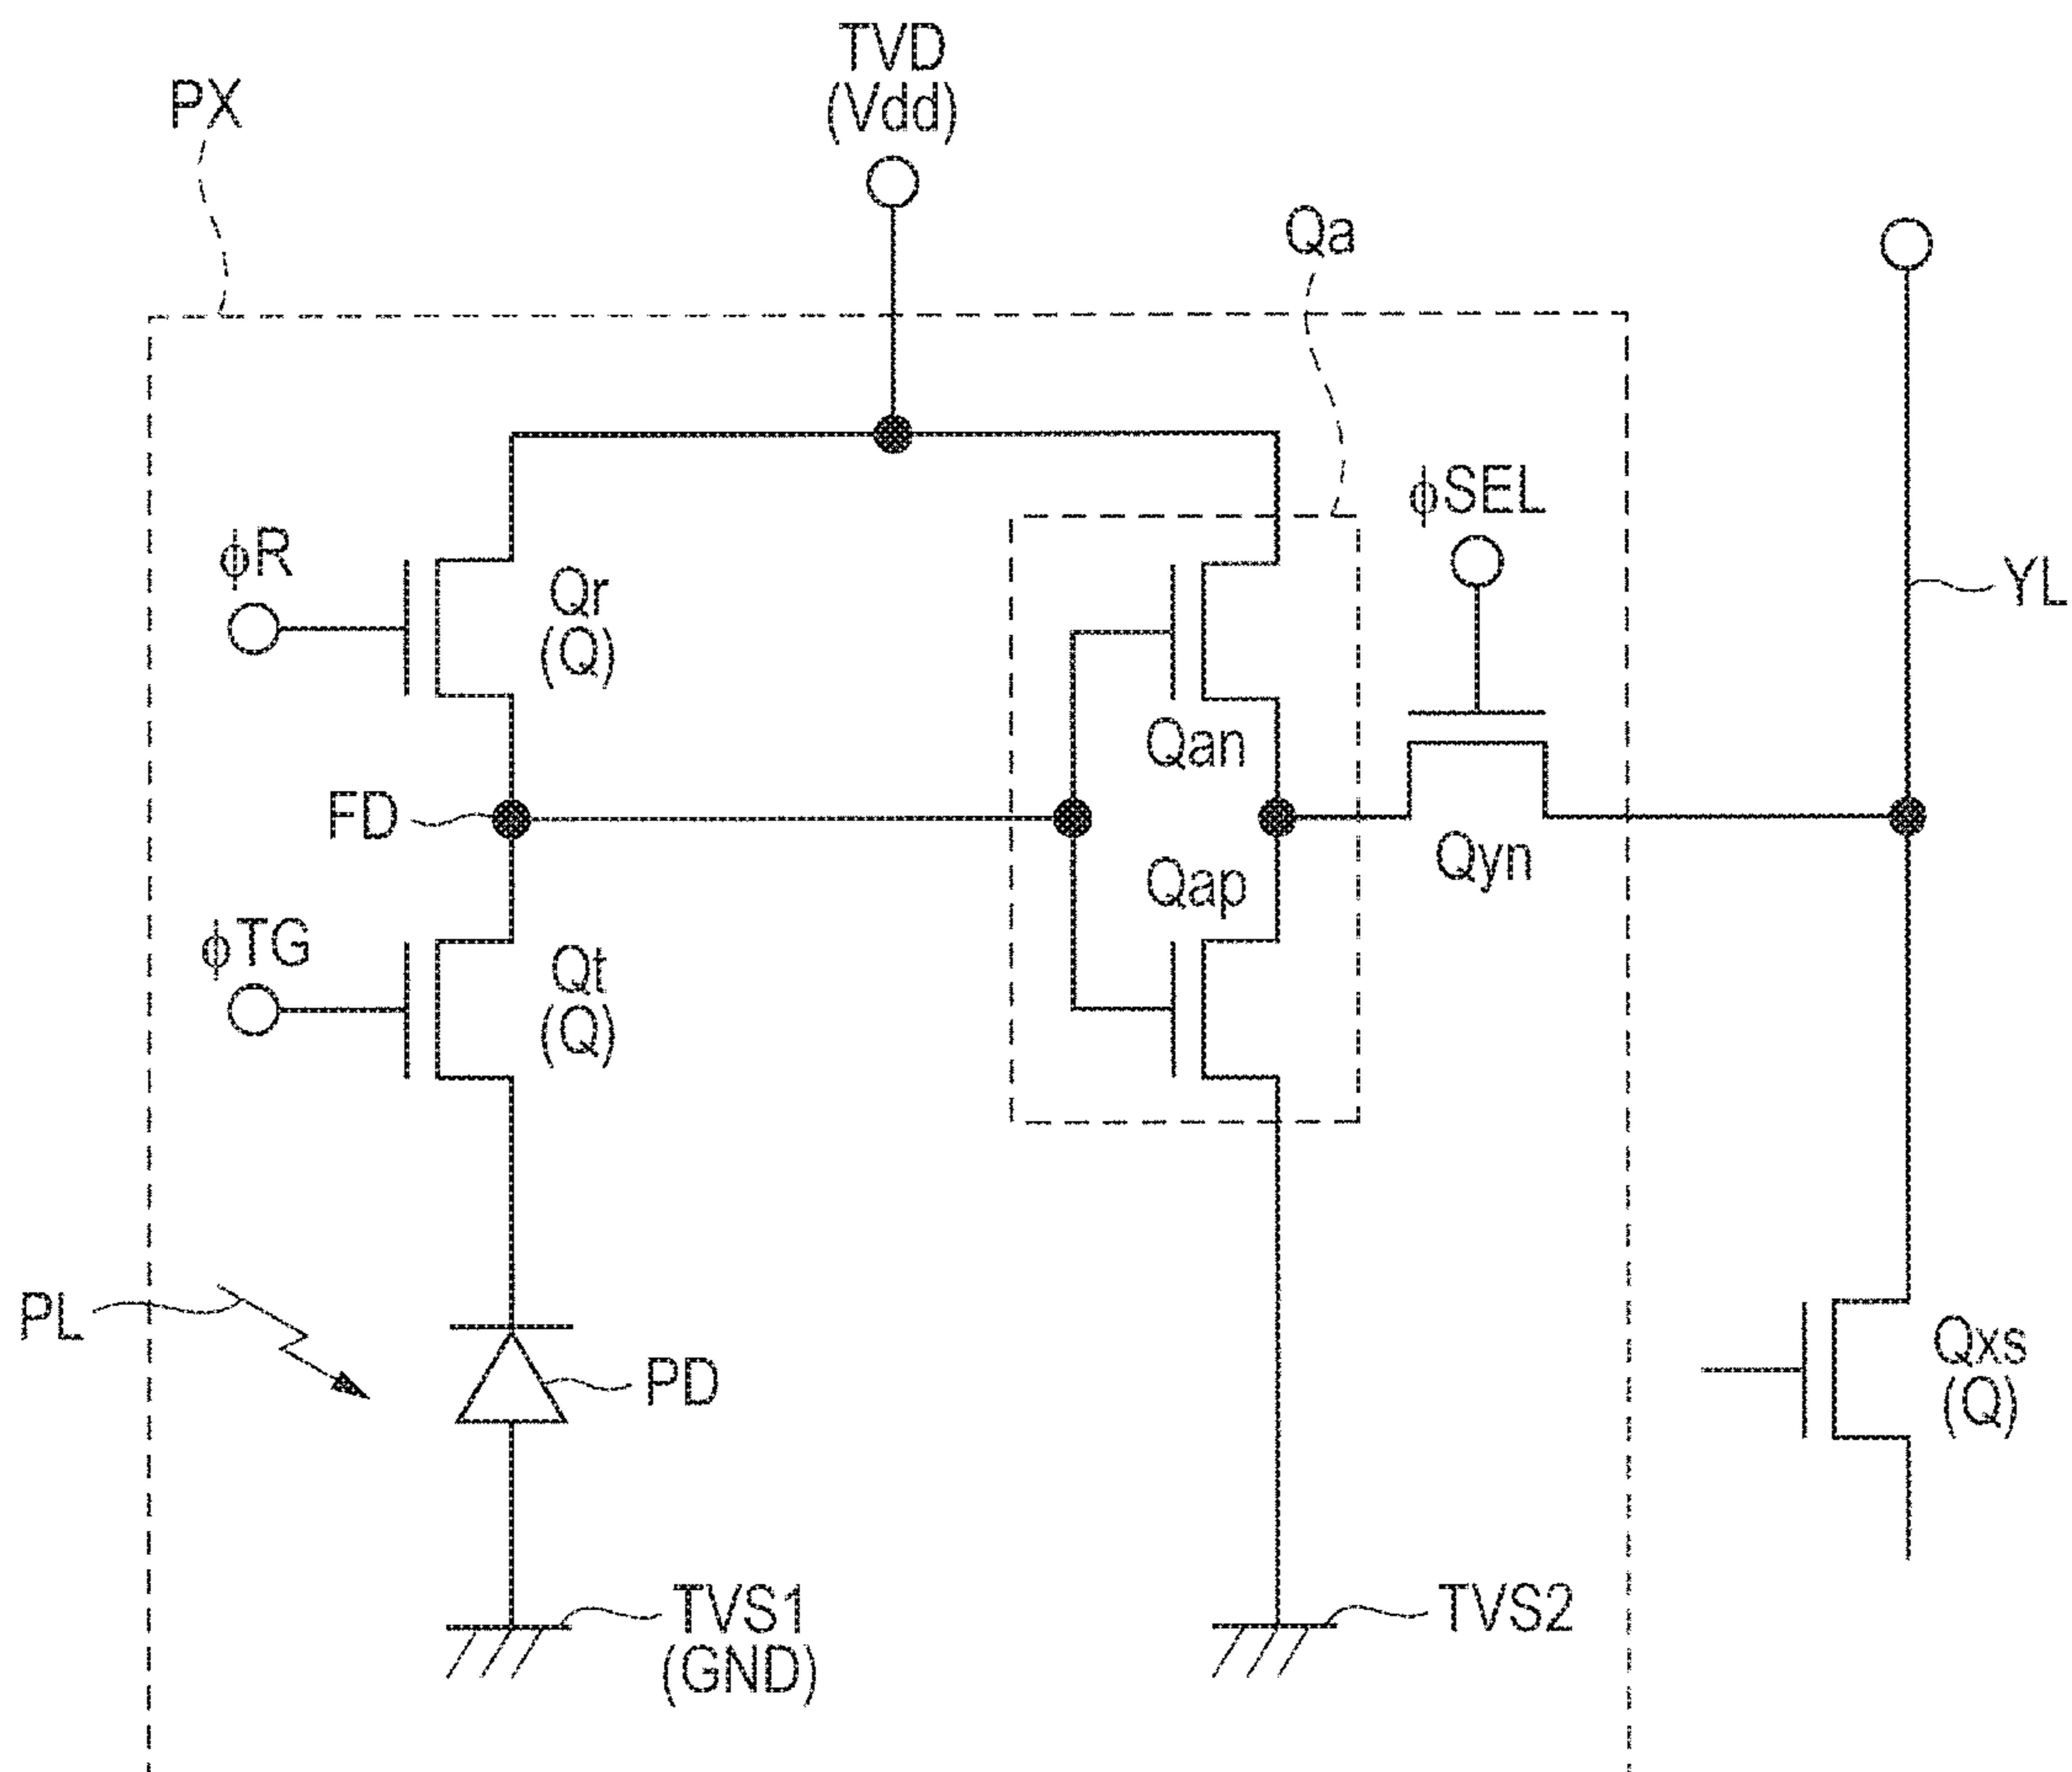 TVD
(Vdd)
PX
Qa
ϕSEL
ϕR
Qr
(Q)
YL
Qan
FD
Qap
Qyn
ϕTG
Qt
(Q)
PL
PD
Qxs
(Q)
TVS1
(GND)
TVS2